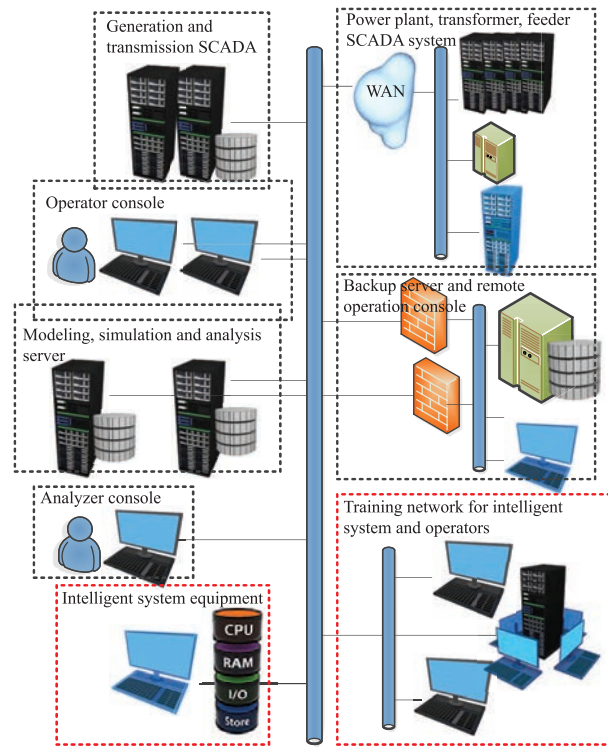 Generation and
transmission SCADA
Power plant, transformer, feeder
SCADA system
WAN
Operator console
Backup server and remote
operation console
Modeling, simulation and analysis
server
Analyzer console
Training network for intelligent
system and operators
Intelligent system equipment
CPU
RAM
I/O
Store